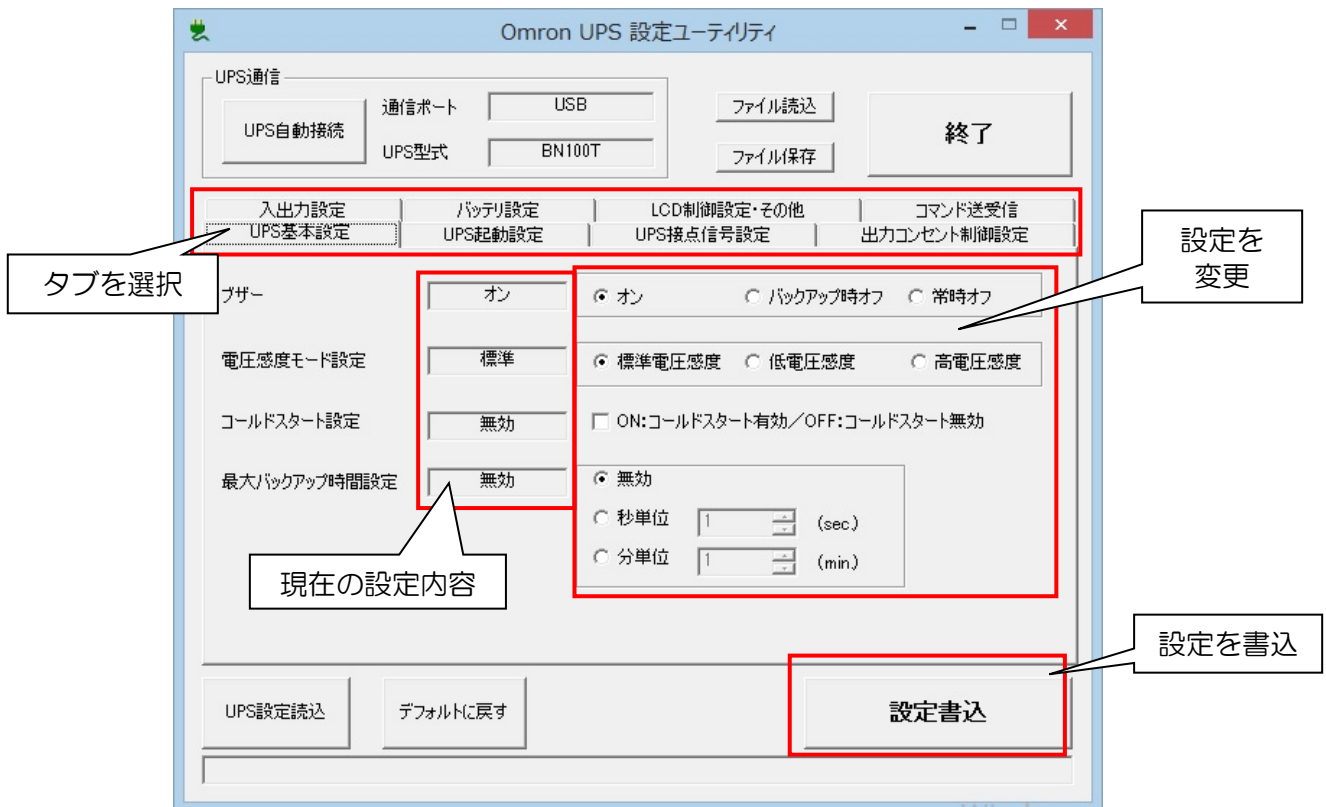 Omron UPS 設定ユーティリティ
UPS通信
UPS自動接続
通信ポート
USB
UPS型式
BN100T
ファイル読込
ファイル保存
終了
入出力設定
バッテリ設定
LCD制御設定・その他
コマンド送受信
UPS基本設定
UPS起動設定
UPS接点信号設定
出力コンセント制御設定
タブを選択
設定を
変更
ブザー
オン
オン
バックアップ時オフ
常時オフ
電圧感度モード設定
標準
標準電圧感度
低電圧感度
高電圧感度
コールドスタート設定
無効
ON:コールドスタート有効／OFF:コールドスタート無効
最大バックアップ時間設定
無効
無効
秒単位
1
(sec.)
分単位
1
(min.)
現在の設定内容
設定を書込
UPS設定読込
デフォルトに戻す
設定書込